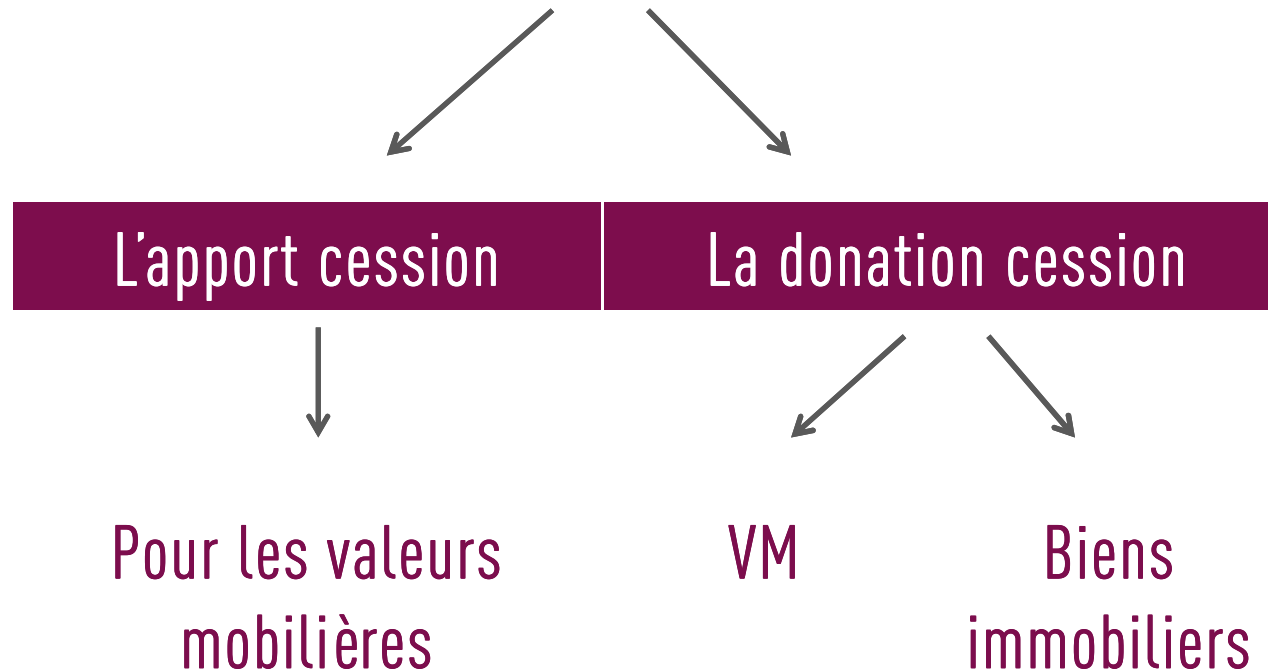 L'apport cession
La donation cession
Pour les valeurs
mobilières
VM
Biens
immobiliers